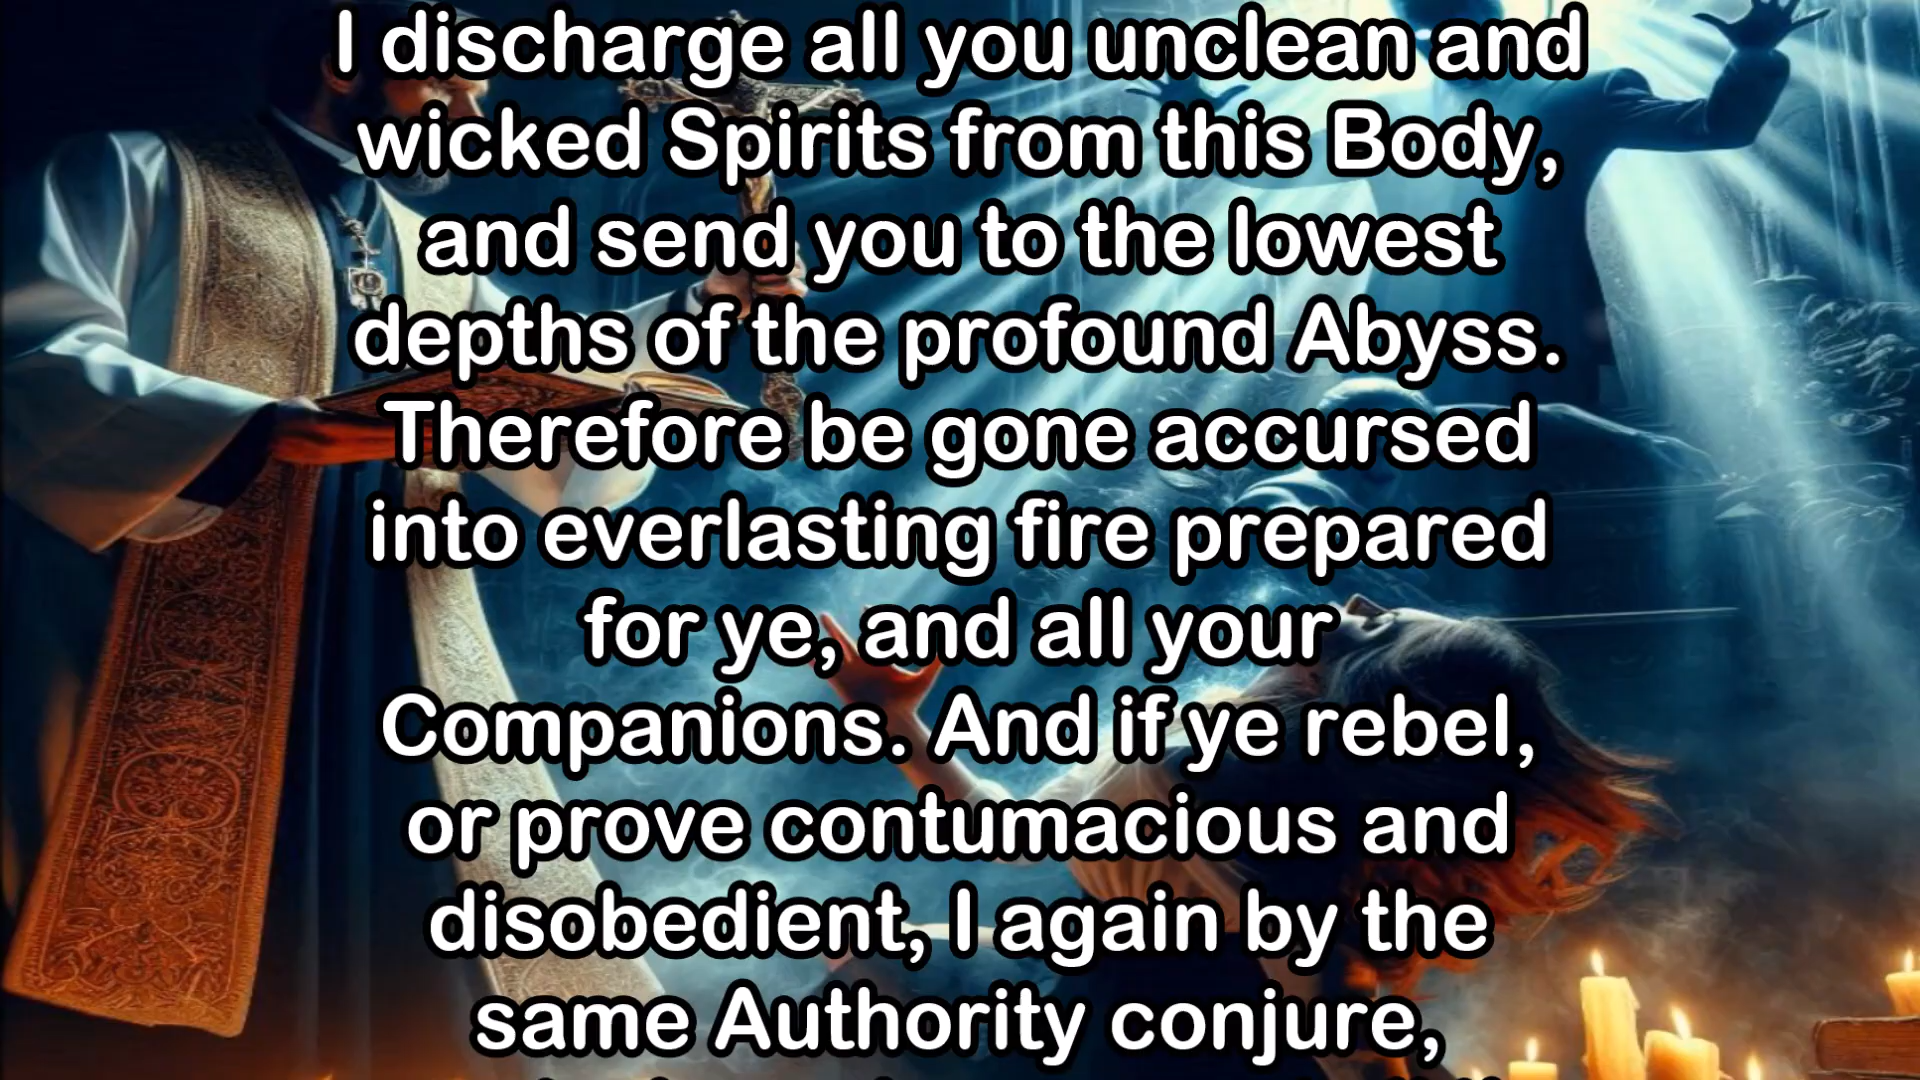 I discharge all you unclean and
wicked Spirits from this Body,
and send you to the lowest
depths of the profound Abyss.
Therefore be gone accursed
into everlasting fire prepared
for ye, and all your
Companions. And if ye rebel,
or prove contumacious and
disobedient, I again by the
same Authority conjure,